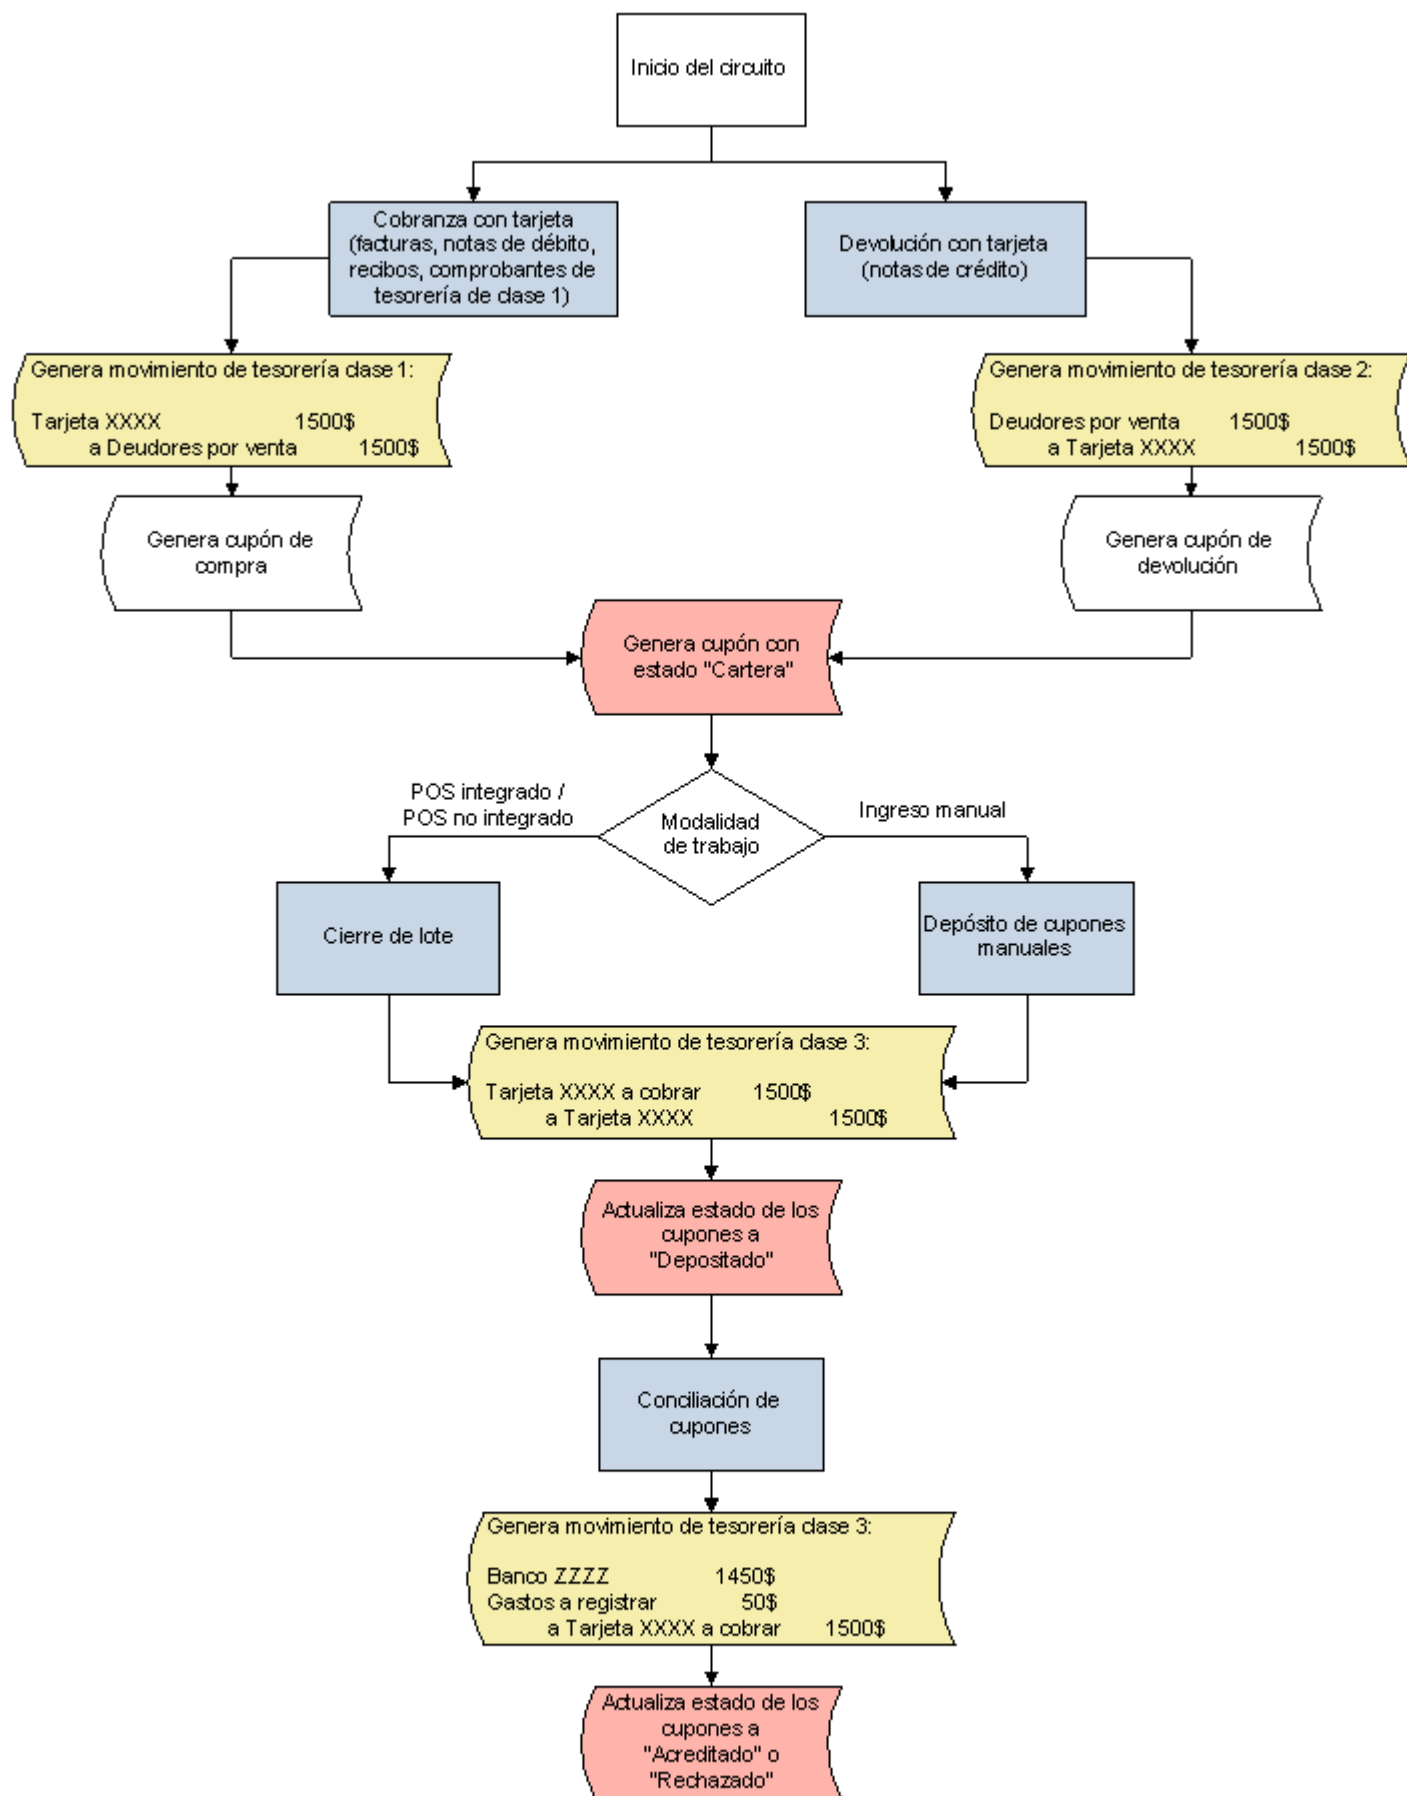 Inicio del circuito
Cobranza con tarjeta
(facturas, notas de débito,
recibos, comprobantes de
tesorería de clase 1)
Devolución con tarjeta
(notas de crédito)
Genera movimiento de tesorería clase 1:
Tarjeta XXXX 1500$
a Deudores por venta 1500$
Genera movimiento de tesorería clase 2:
Deudores por venta 1500$
a Tarjeta XXXX 1500$
Genera cupón de
compra
Genera cupón de
devolución
Genera cupón con
estado "Cartera"
POS integrado /
POS no integrado
Modalidad
de trabajo
Ingreso manual
Cierre de lote
Depósito de cupones
manuales
Genera movimiento de tesorería clase 3:
Tarjeta XXXX a cobrar 1500$
a Tarjeta XXXX 1500$
Actualiza estado de los
cupones a
"Depositado"
Conciliación de
cupones
Genera movimiento de tesorería clase 3:
Banco ZZZZ 1450$
Gastos a registrar 50$
a Tarjeta XXXX a cobrar 1500$
Actualiza estado de los
cupones a
"Acreditado" o
"Rechazado"